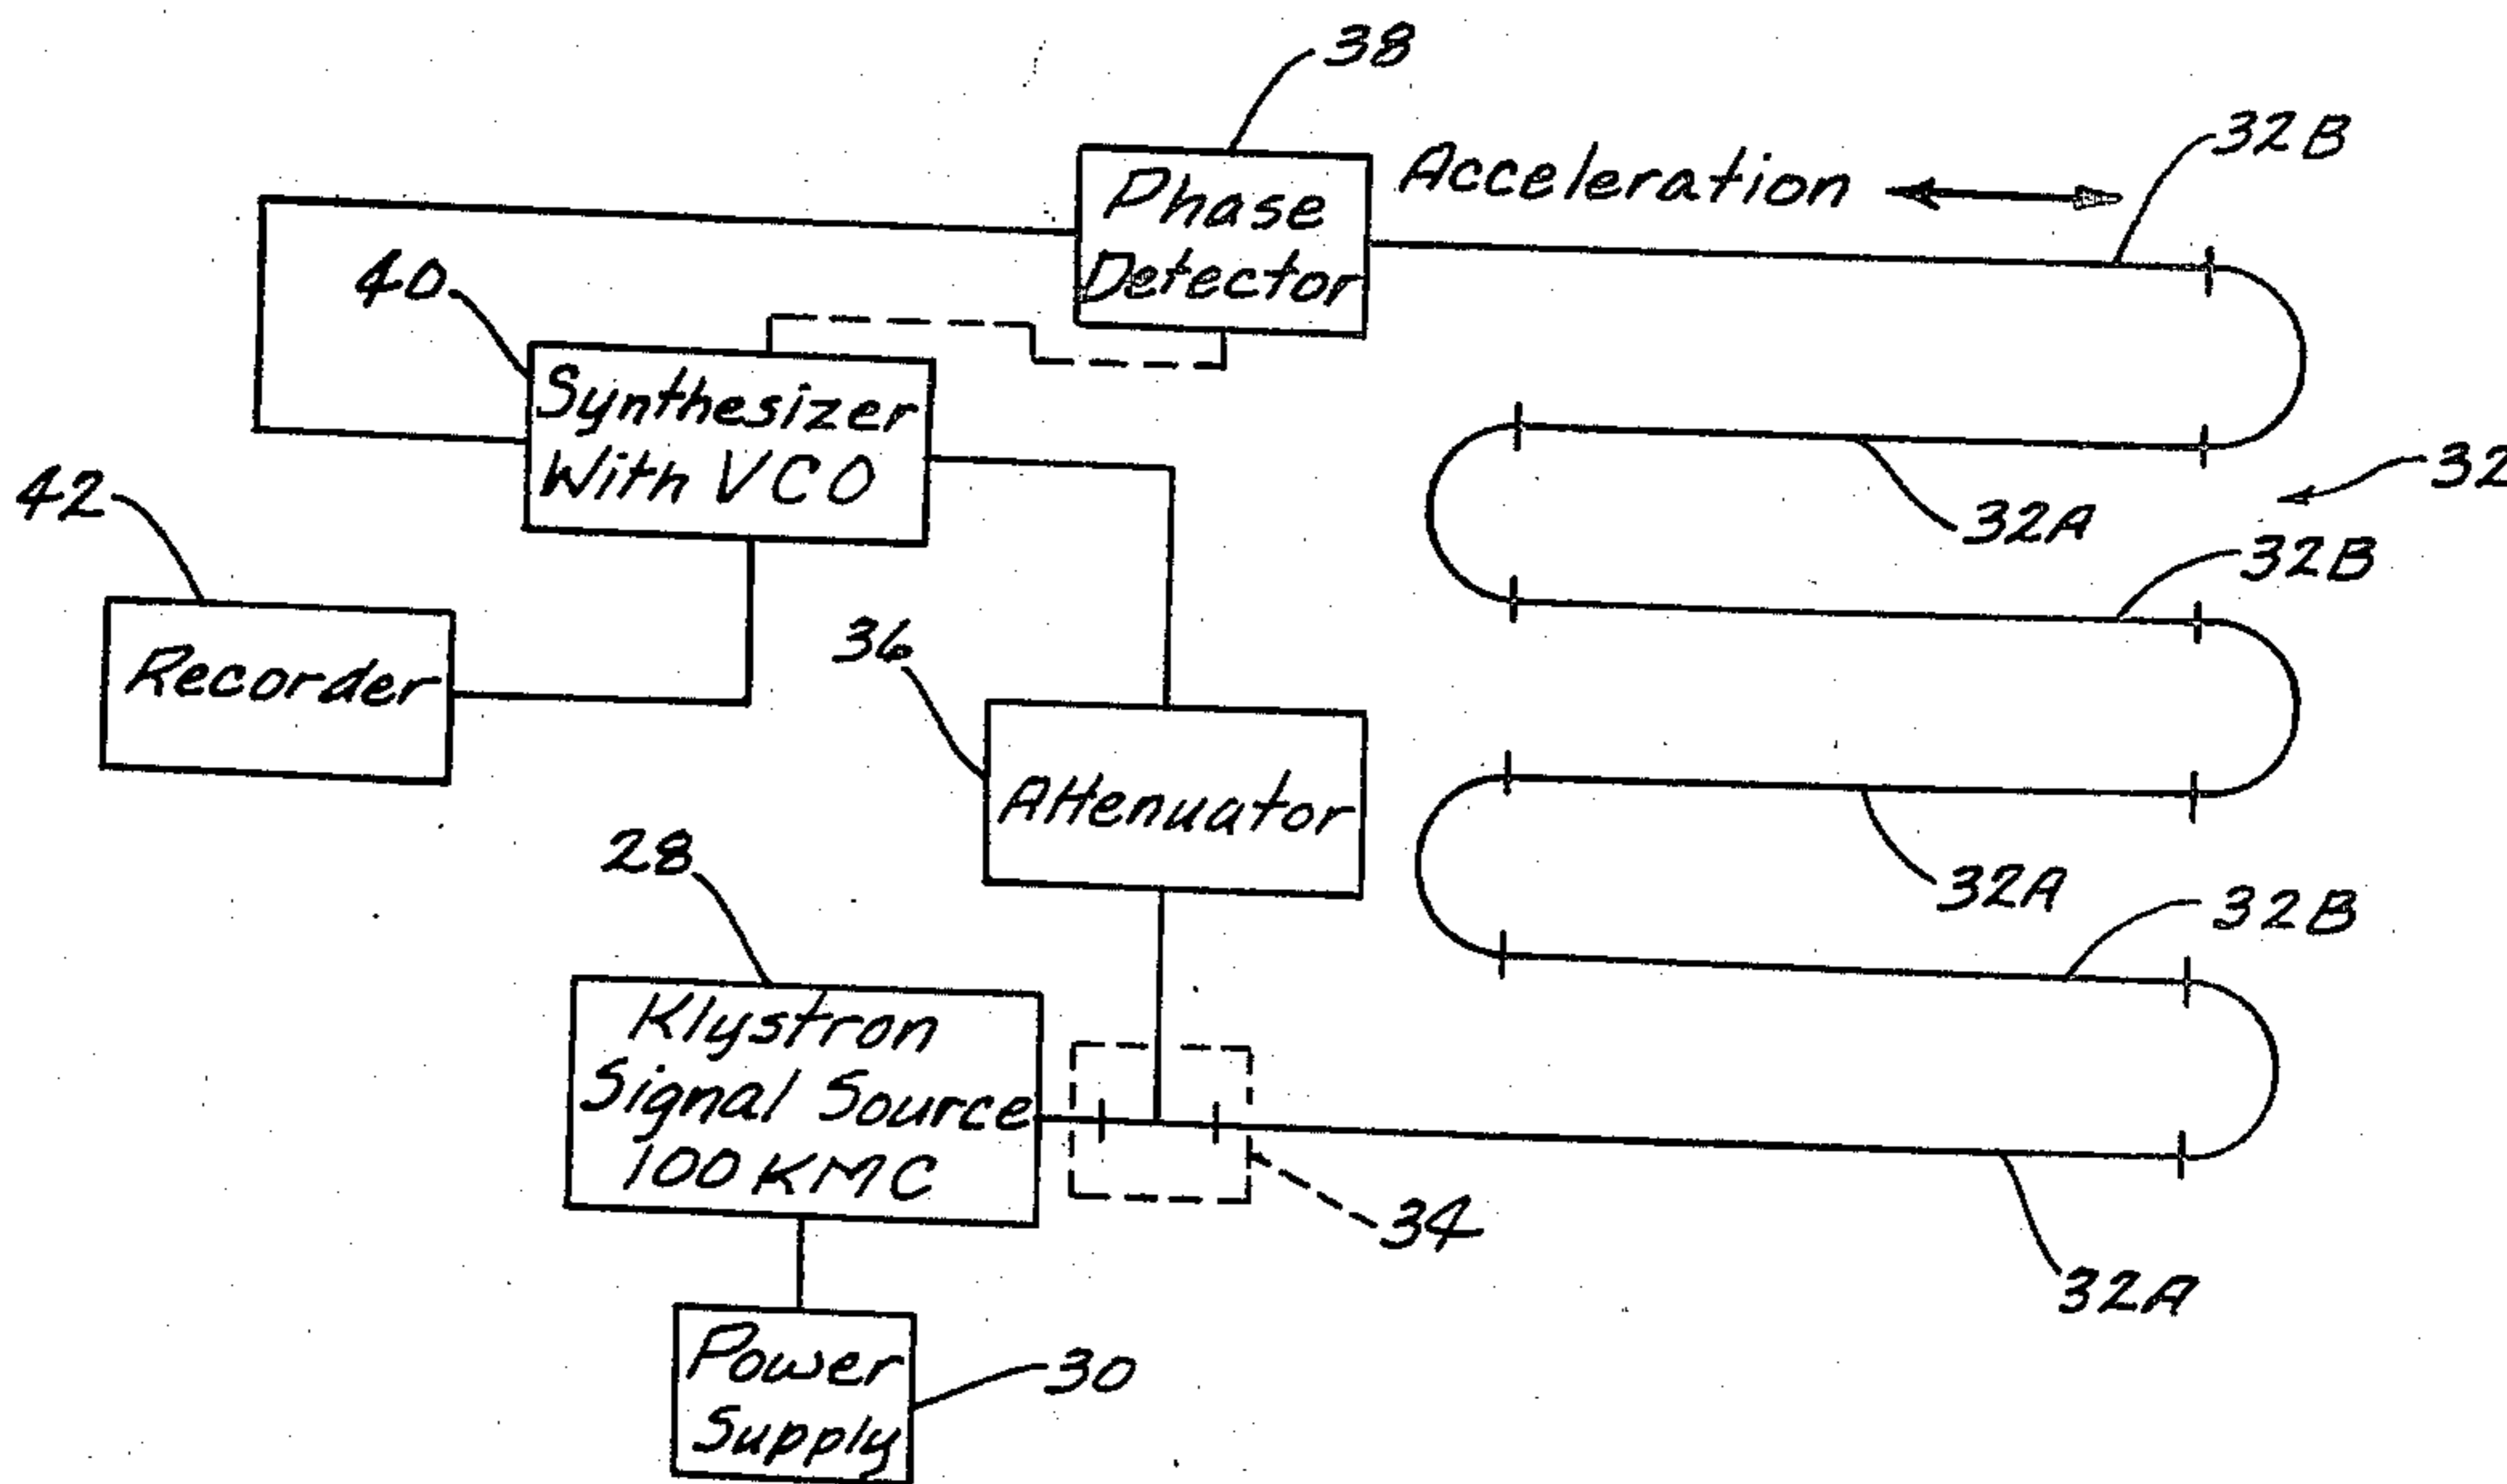 38
Phase
Detector
Acceleration
32B
40
Synthesizer
With VCO
32
32A
42
32B
Recorder
36
Attenuator
28
32A
32B
Klystron
Signal Source
100 KMC
34
32A
Power
Supply
30